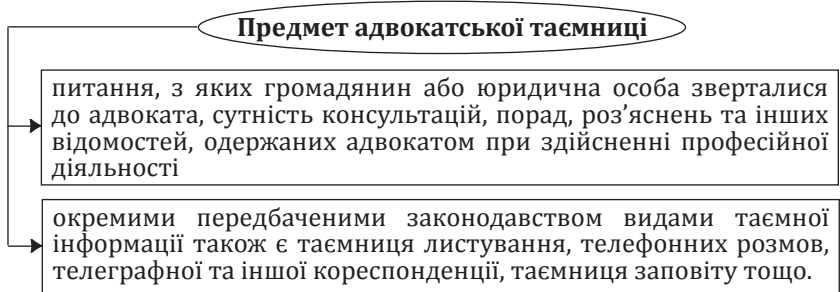 Предмет адвокатської таємниці
питання, з яких громадянин або юридична особа зверталися
до адвоката, сутність консультацій, порад, роз’яснень та інших
відомостей, одержаних адвокатом при здійсненні професійної
діяльності
окремими передбаченими законодавством видами таємної
інформації також є таємниця листування, телефонних розмов,
телеграфної та іншої кореспонденції, таємниця заповіту тощо.